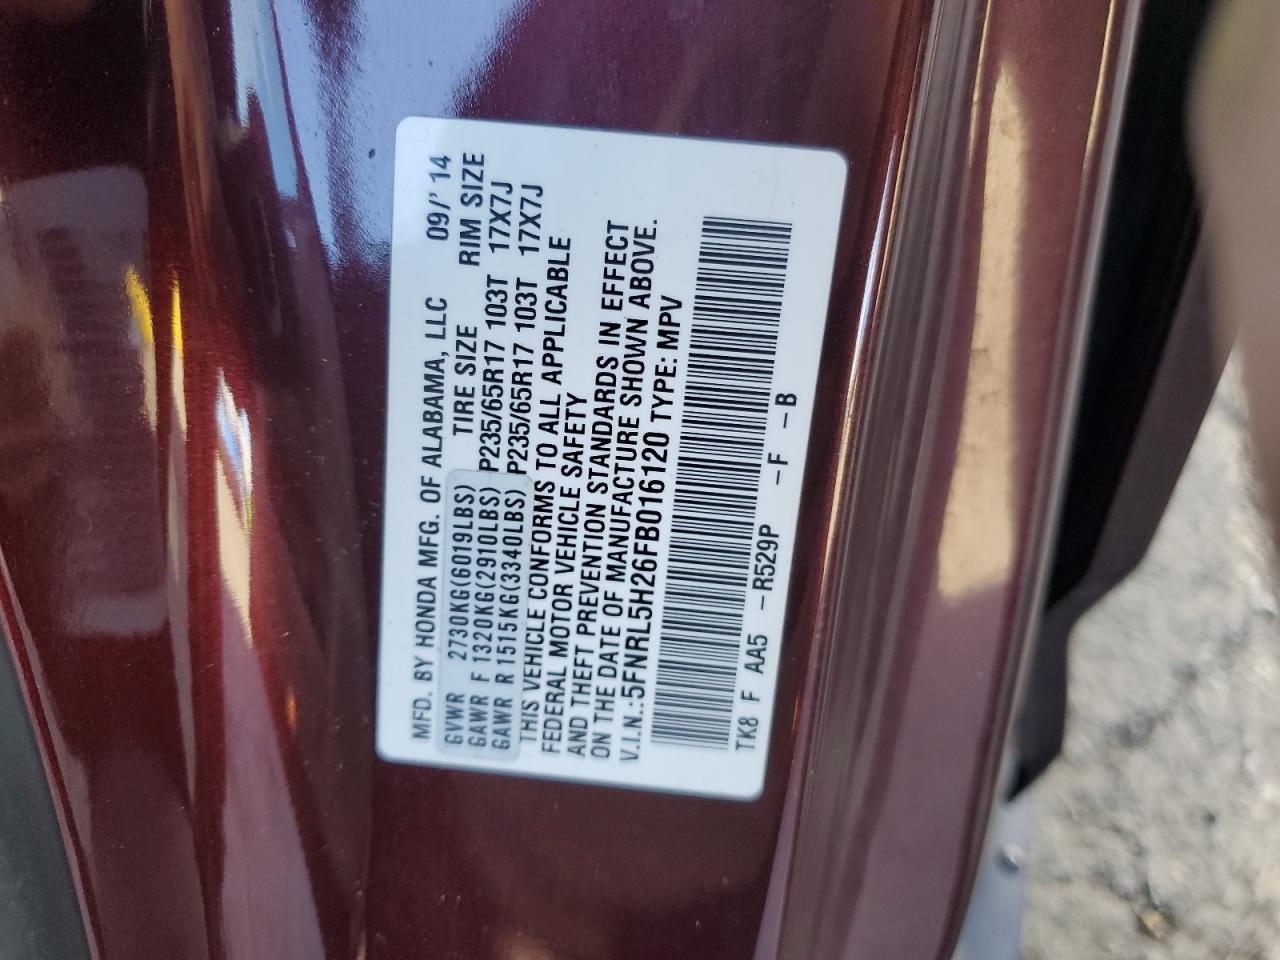 MFD. BY HONDA MFG. OF ALABAMA, LLC 09/'14
GVWR 2730KG(6019LBS) TIRE SIZE RIM SIZE
GAWR F 1320KG(2910LBS) P235/65R17 103T 17X7J
GAWR R 1515KG(3340LBS) P235/65R17 103T 17X7J
THIS VEHICLE CONFORMS TO ALL APPLICABLE
FEDERAL MOTOR VEHICLE SAFETY
AND THEFT PREVENTION STANDARDS IN EFFECT
ON THE DATE OF MANUFACTURE SHOWN ABOVE.
V.I.N.:5FNRL5H26FB016120 TYPE: MPV
TK8 F AA5 -R529P -F -B